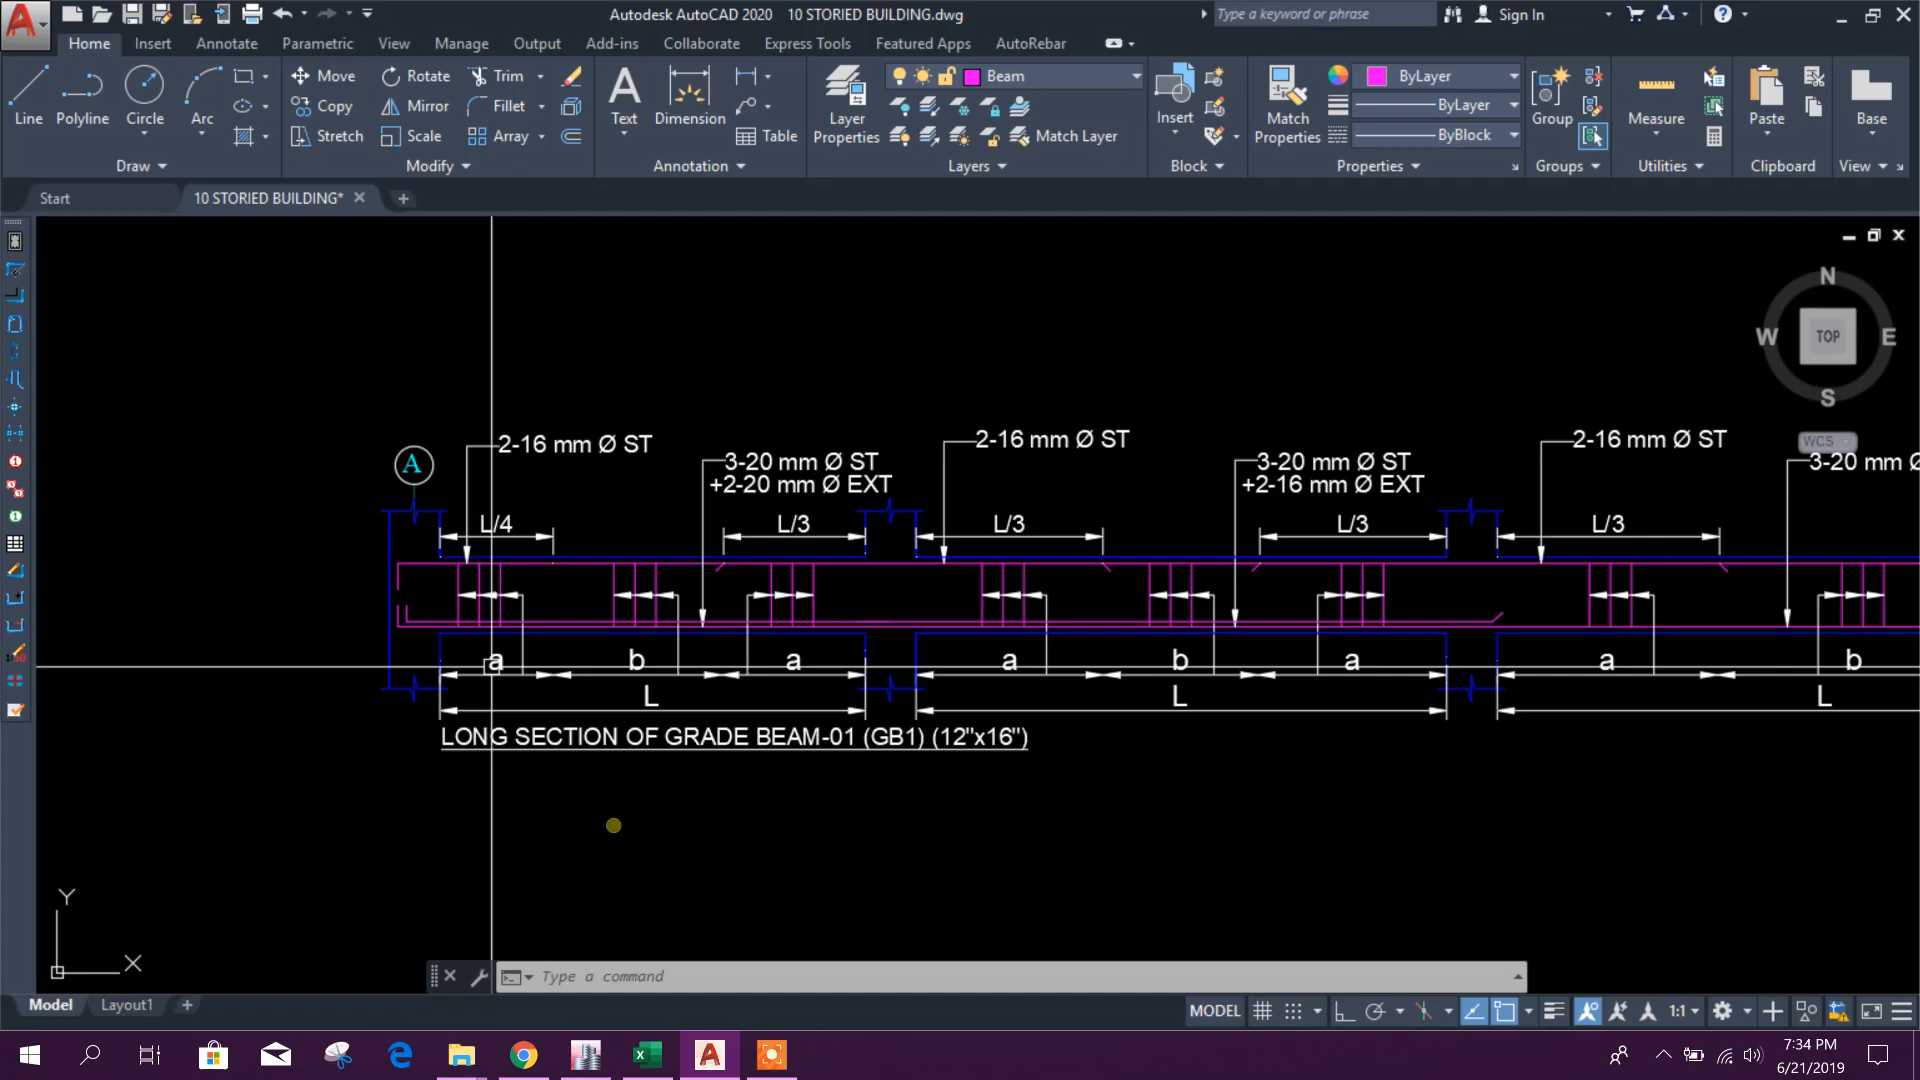 Autodesk AutoCAD 2020 10 STORIED BUILDING.dwg
Type a keyword or phrase
Sign In
Home Insert Annotate Parametric View Manage Output Add-ins Collaborate Express Tools Featured Apps AutoRebar
Line Polyline Circle Arc
Draw
Move Rotate Trim
Copy Mirror Fillet
Stretch Scale Array
Modify
Text Dimension Table
Annotation
Layer Properties
Beam
Match Layer
Layers
Insert
Block
Match Properties
ByLayer
ByLayer
ByBlock
Properties
Group
Groups
Measure
Utilities
Paste
Clipboard
Base
View
Start 10 STORIED BUILDING*
N
W TOP E
S
WCS
A
2-16 mm Ø ST 2-16 mm Ø ST 2-16 mm Ø ST
3-20 mm Ø ST 3-20 mm Ø ST 3-20 mm Ø
+2-20 mm Ø EXT +2-16 mm Ø EXT
L/4 L/3 L/3 L/3 L/3
a b a a b a a b
L L L
LONG SECTION OF GRADE BEAM-01 (GB1) (12"x16")
Y
X
Type a command
Model Layout1
MODEL 1:1
7:34 PM
6/21/2019